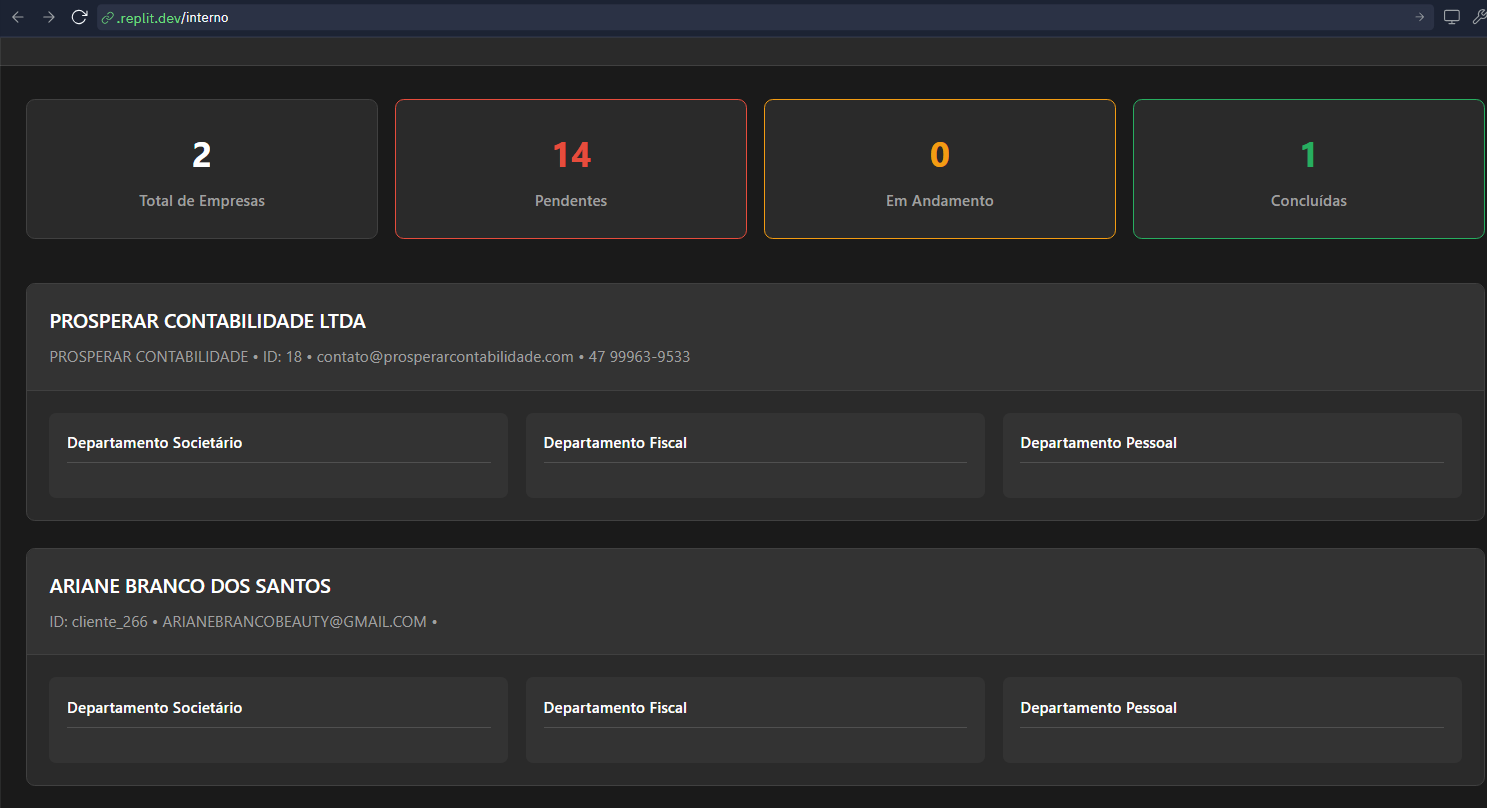 .replit.dev/interno
2
14
0
1
Total de Empresas
Pendentes
Em Andamento
Concluídas
PROSPERAR CONTABILIDADE LTDA
PROSPERAR CONTABILIDADE • ID: 18 • contato@prosperarcontabilidade.com • 47 99963-9533
Departamento Societário
Departamento Fiscal
Departamento Pessoal
ARIANE BRANCO DOS SANTOS
ID: cliente_266 • ARIANEBRANCOBEAUTY@GMAIL.COM •
Departamento Societário
Departamento Fiscal
Departamento Pessoal